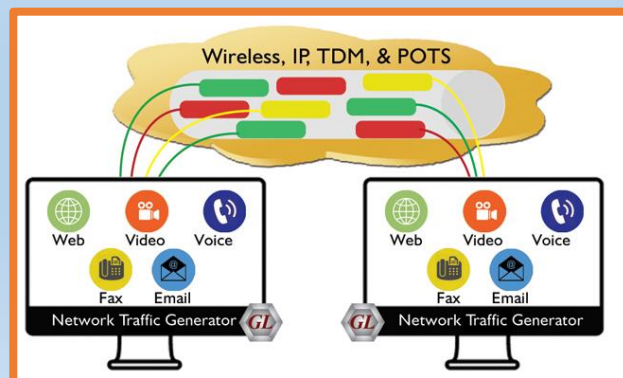 Wireless, IP, TDM, & POTS
Web Video Voice
Fax Email
Network Traffic Generator
GL
Web Video Voice
Fax Email
GL
Network Traffic Generator